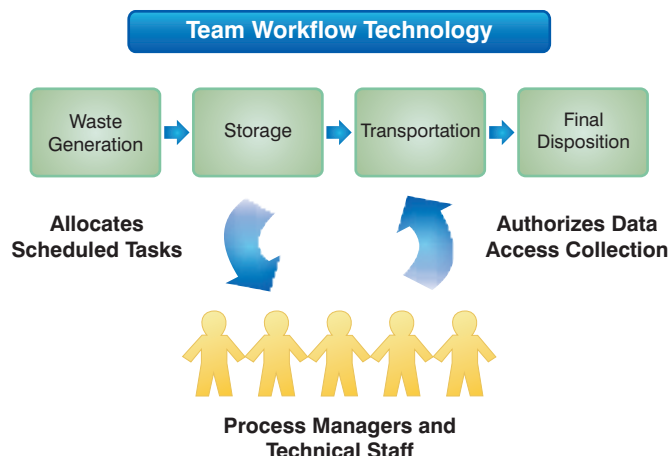 Team Workflow Technology
Waste
Generation
Storage
Transportation
Final
Disposition
Allocates
Scheduled Tasks
Authorizes Data
Access Collection
Process Managers and
Technical Staff